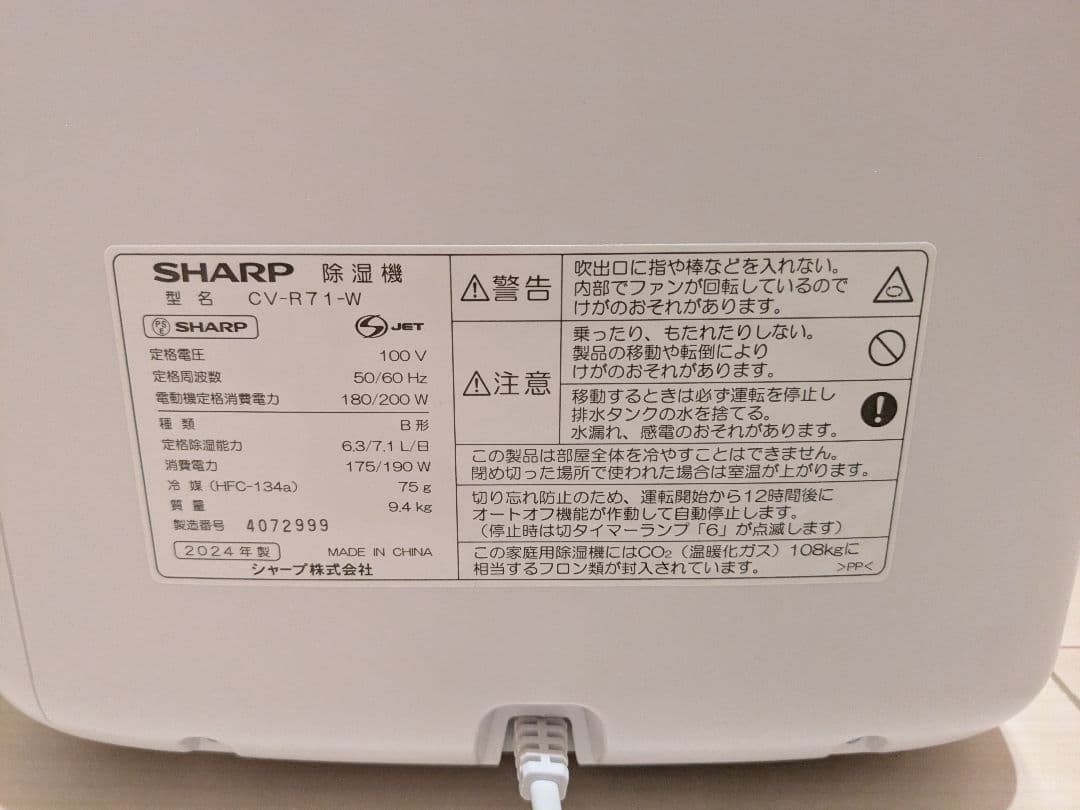 SHARP 除湿機
型名 CV-R71-W
PSE SHARP S JET
定格電圧 100 V
定格周波数 50/60 Hz
電動機定格消費電力 180/200 W
種類 B形
定格除湿能力 6.3/7.1 L/日
消費電力 175/190 W
冷媒(HFC-134a) 75 g
質量 9.4 kg
製造番号 4072999
2024年製 MADE IN CHINA
シャープ株式会社
警告
吹出口に指や棒などを入れない。
内部でファンが回転しているので
けがのおそれがあります。
注意
乗ったり、もたれたりしない。
製品の移動や転倒により
けがのおそれがあります。
移動するときは必ず運転を停止し
排水タンクの水を捨てる。
水漏れ、感電のおそれがあります。
この製品は部屋全体を冷やすことはできません。
閉め切った場所で使われた場合は室温が上がります。
切り忘れ防止のため、運転開始から12時間後に
オートオフ機能が作動して自動停止します。
(停止時は切タイマーランプ「6」が点滅します)
この家庭用除湿機にはCO₂(温暖化ガス)108kgに
相当するフロン類が封入されています。 >PP<